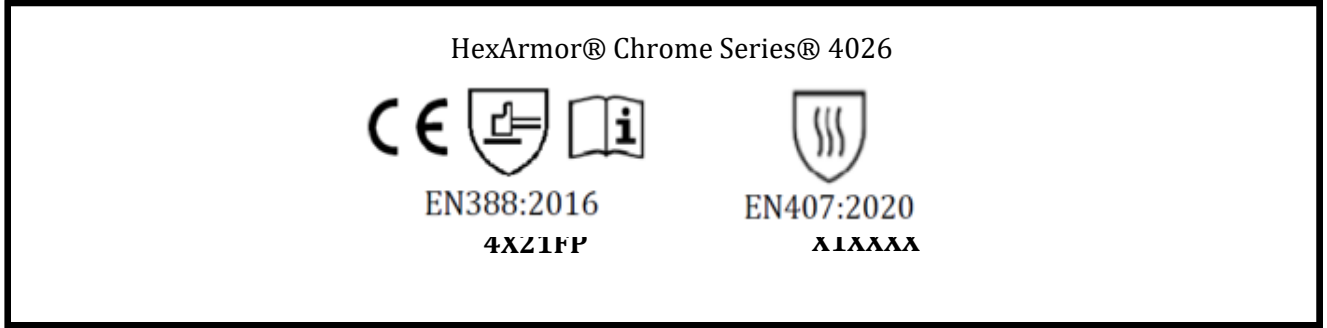 HexArmor® Chrome Series® 4026
CE i
EN388:2016 EN407:2020
4X21FP X1XXXX